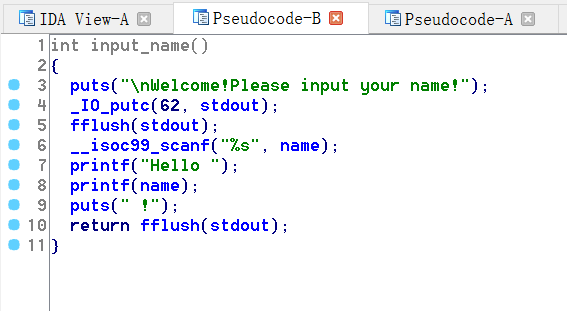 IDA View-A Pseudocode-B Pseudocode-A
1 int input_name()
2 {
3   puts("\nWelcome!Please input your name!");
4   _IO_putc(62, stdout);
5   fflush(stdout);
6   __isoc99_scanf("%s", name);
7   printf("Hello ");
8   printf(name);
9   puts(" !");
10   return fflush(stdout);
11 }